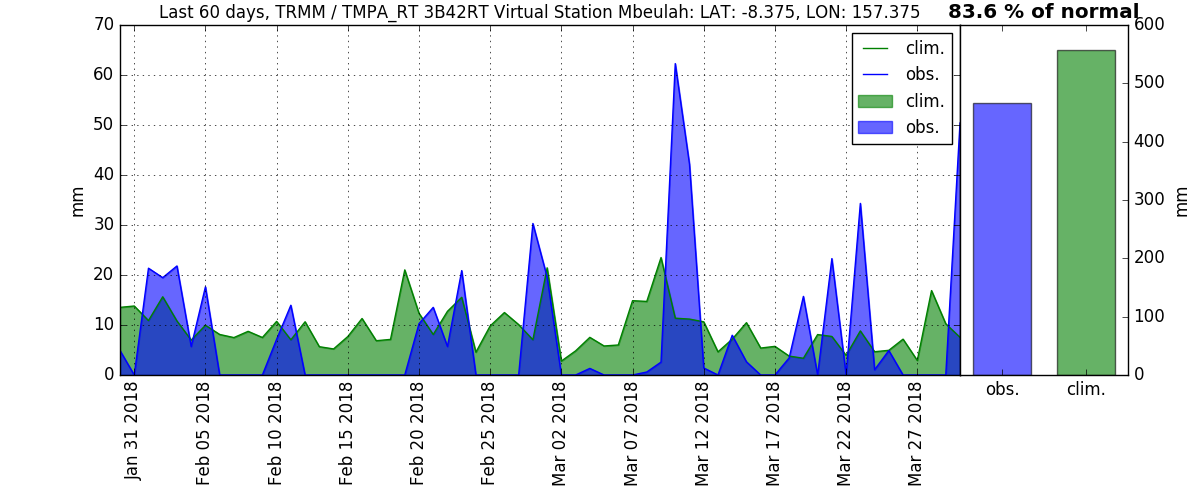 Last 60 days, TRMM / TMPA_RT 3B42RT Virtual Station Mbeulah: LAT: -8.375, LON: 157.375
83.6 % of normal
70
60
50
40
30
20
10
0
mm
clim.
obs.
clim.
obs.
600
500
400
300
200
100
0
mm
obs.
clim.
Jan 31 2018
Feb 05 2018
Feb 10 2018
Feb 15 2018
Feb 20 2018
Feb 25 2018
Mar 02 2018
Mar 07 2018
Mar 12 2018
Mar 17 2018
Mar 22 2018
Mar 27 2018